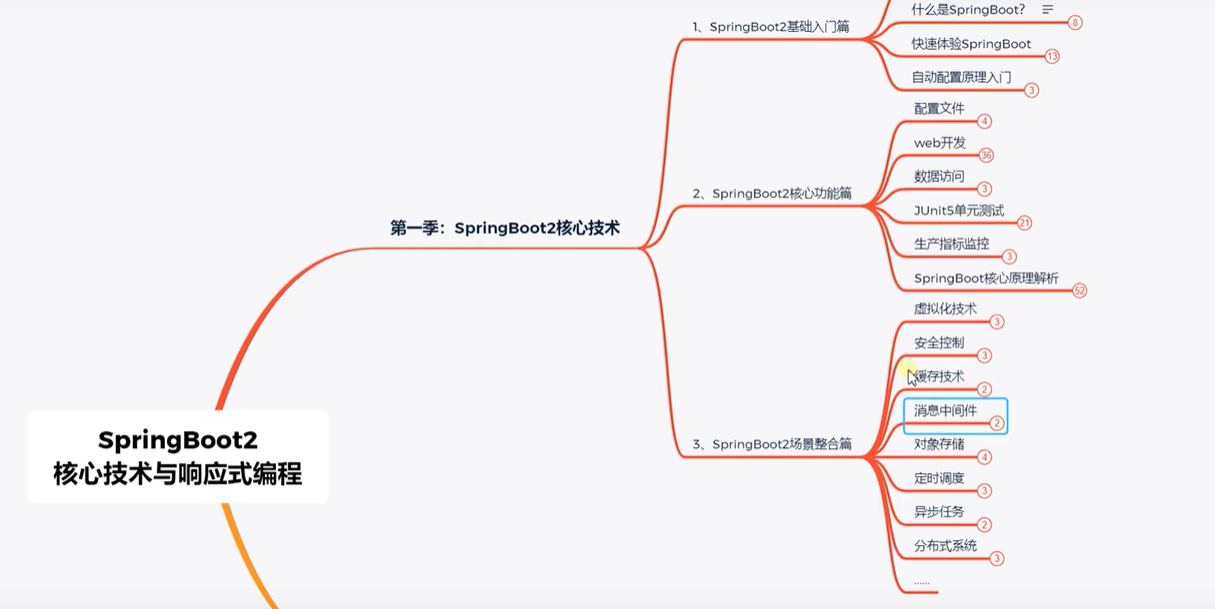 什么是SpringBoot?
8
1、SpringBoot2基础入门篇
快速体验SpringBoot
13
自动配置原理入门
3
配置文件
4
web开发
36
数据访问
3
2、SpringBoot2核心功能篇
JUnit5单元测试
21
第一季：SpringBoot2核心技术
生产指标监控
3
SpringBoot核心原理解析
52
虚拟化技术
3
安全控制
3
缓存技术
2
消息中间件
2
SpringBoot2
核心技术与响应式编程
3、SpringBoot2场景整合篇
对象存储
4
定时调度
3
异步任务
2
分布式系统
3
......